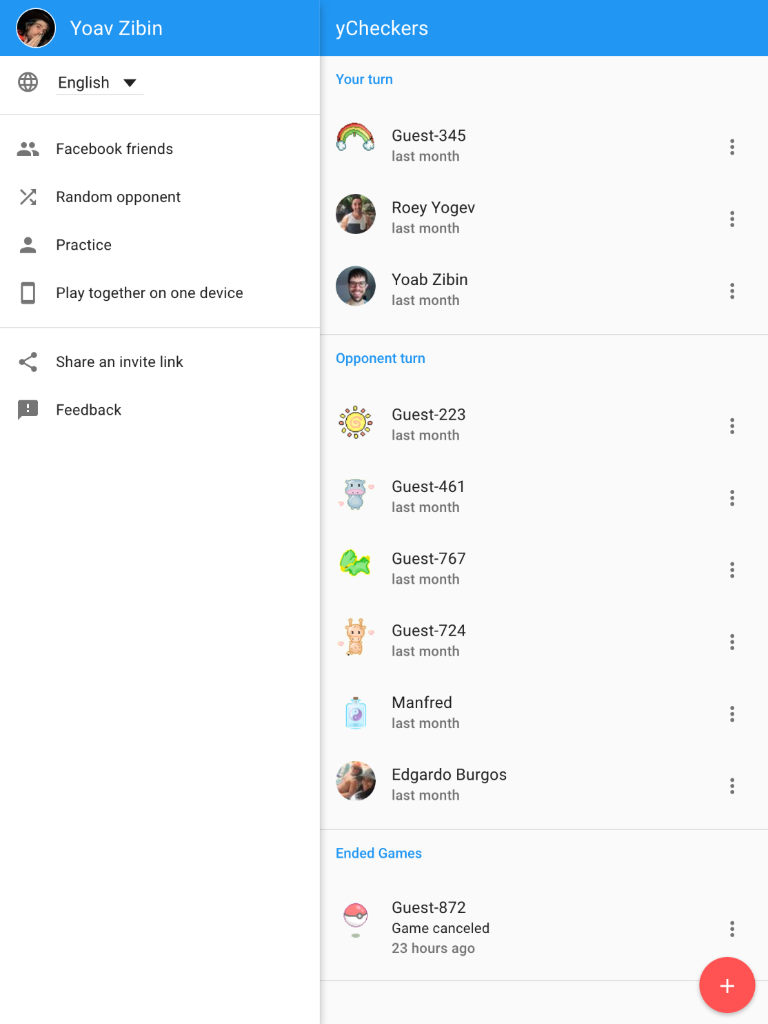 Yoav Zibin
English
Facebook friends
Random opponent
Practice
Play together on one device
Share an invite link
Feedback
yCheckers
Your turn
Guest-345
last month
Roey Yogev
last month
Yoab Zibin
last month
Opponent turn
Guest-223
last month
Guest-461
last month
Guest-767
last month
Guest-724
last month
Manfred
last month
Edgardo Burgos
last month
Ended Games
Guest-872
Game canceled
23 hours ago